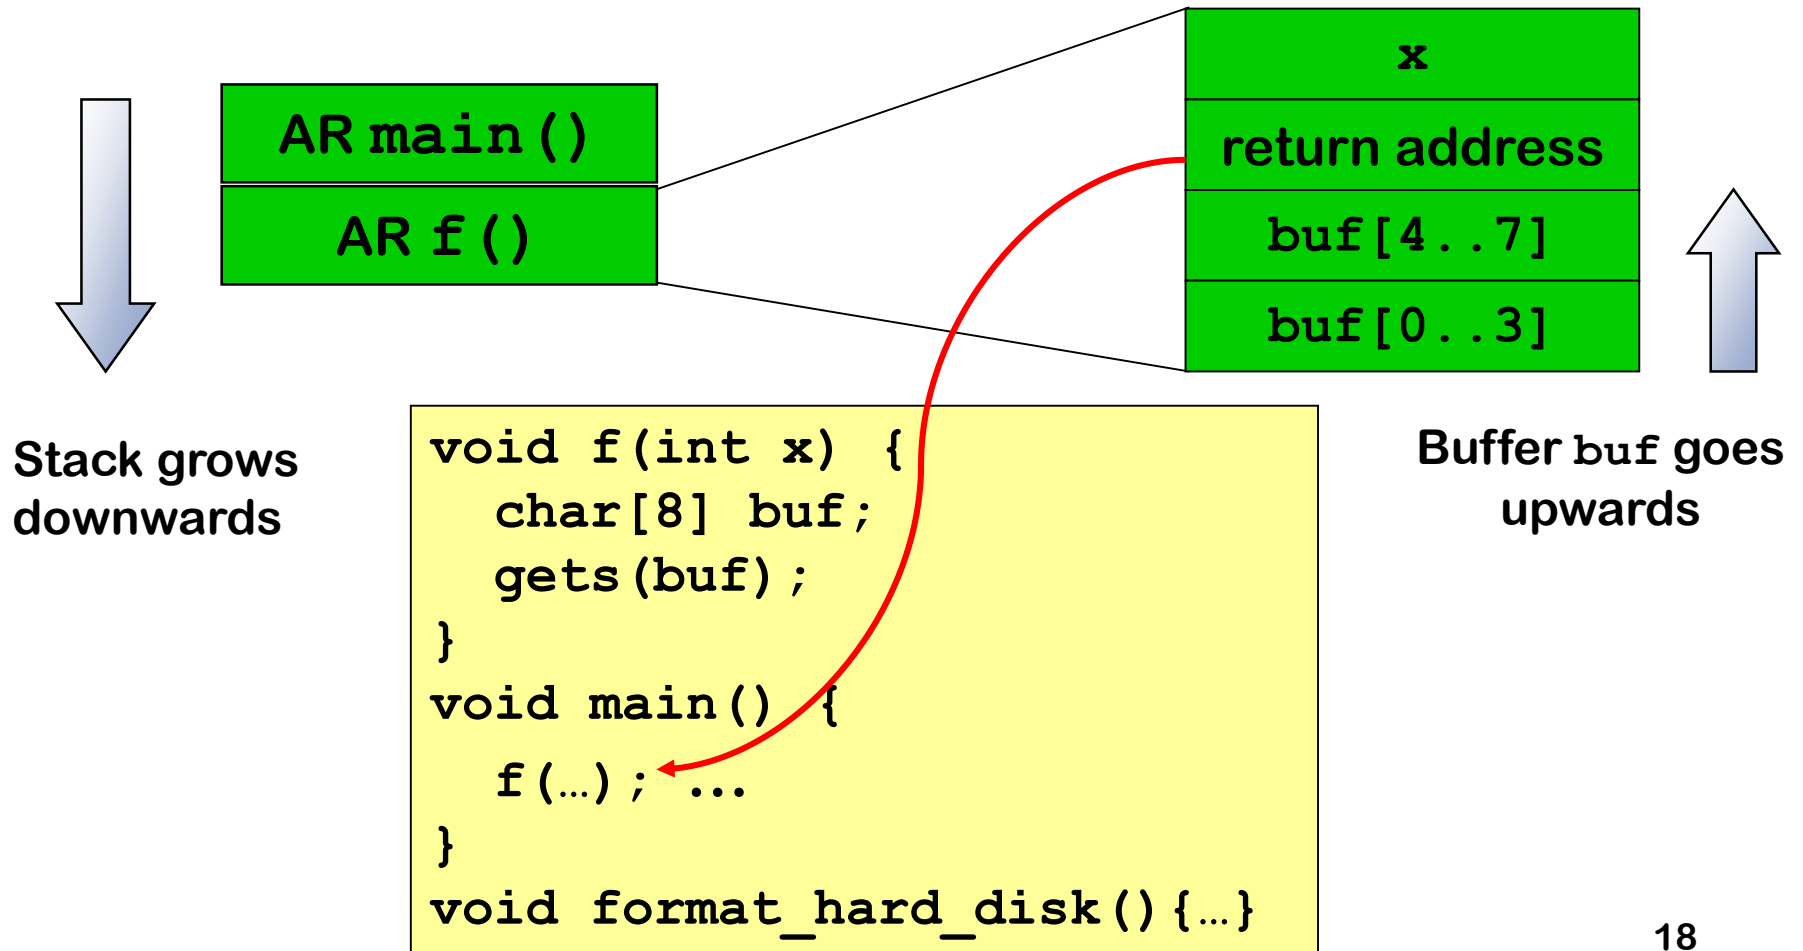 AR main()
AR f()
x
return address
buf[4..7]
buf[0..3]
Stack grows
downwards
void f(int x) {
char[8] buf;
gets(buf);
}
void main() {
f(…); …
}
void format_hard_disk(){…}
Buffer buf goes
upwards
18